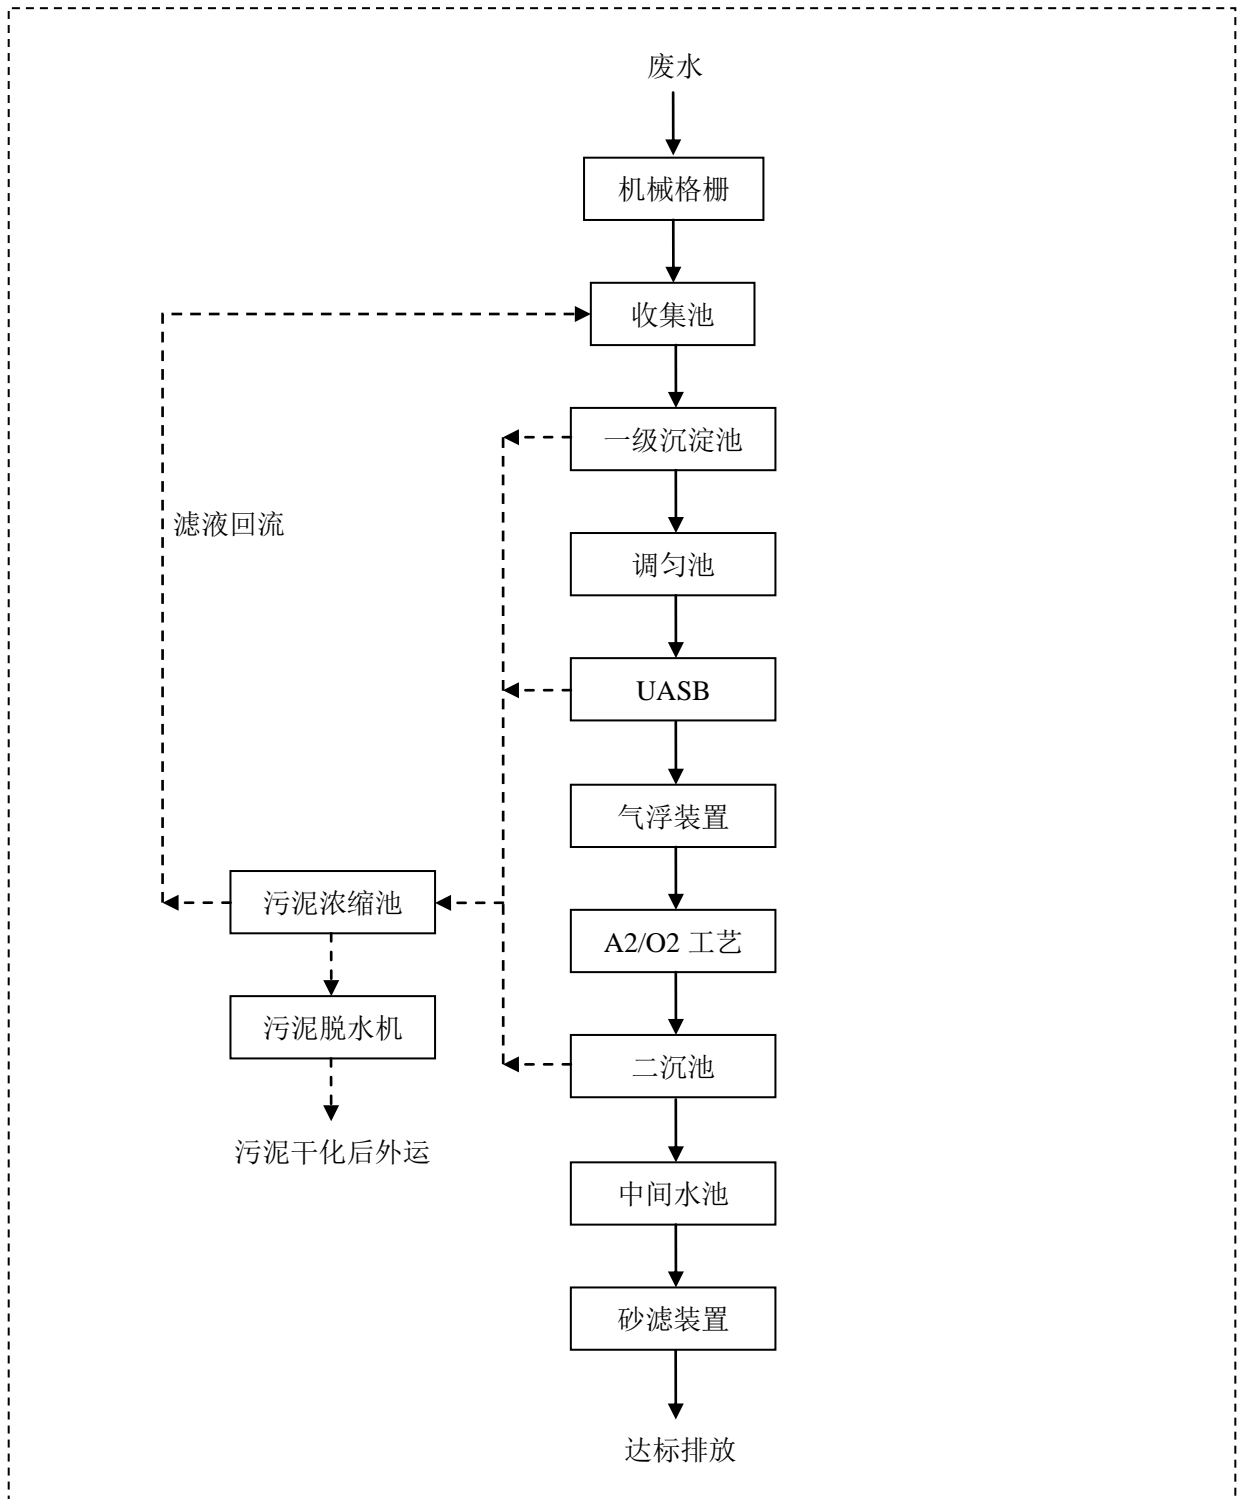 废水
机械格栅
收集池
一级沉淀池
滤液回流
调匀池
UASB
气浮装置
污泥浓缩池
A2/O2 工艺
污泥脱水机
二沉池
污泥干化后外运
中间水池
砂滤装置
达标排放